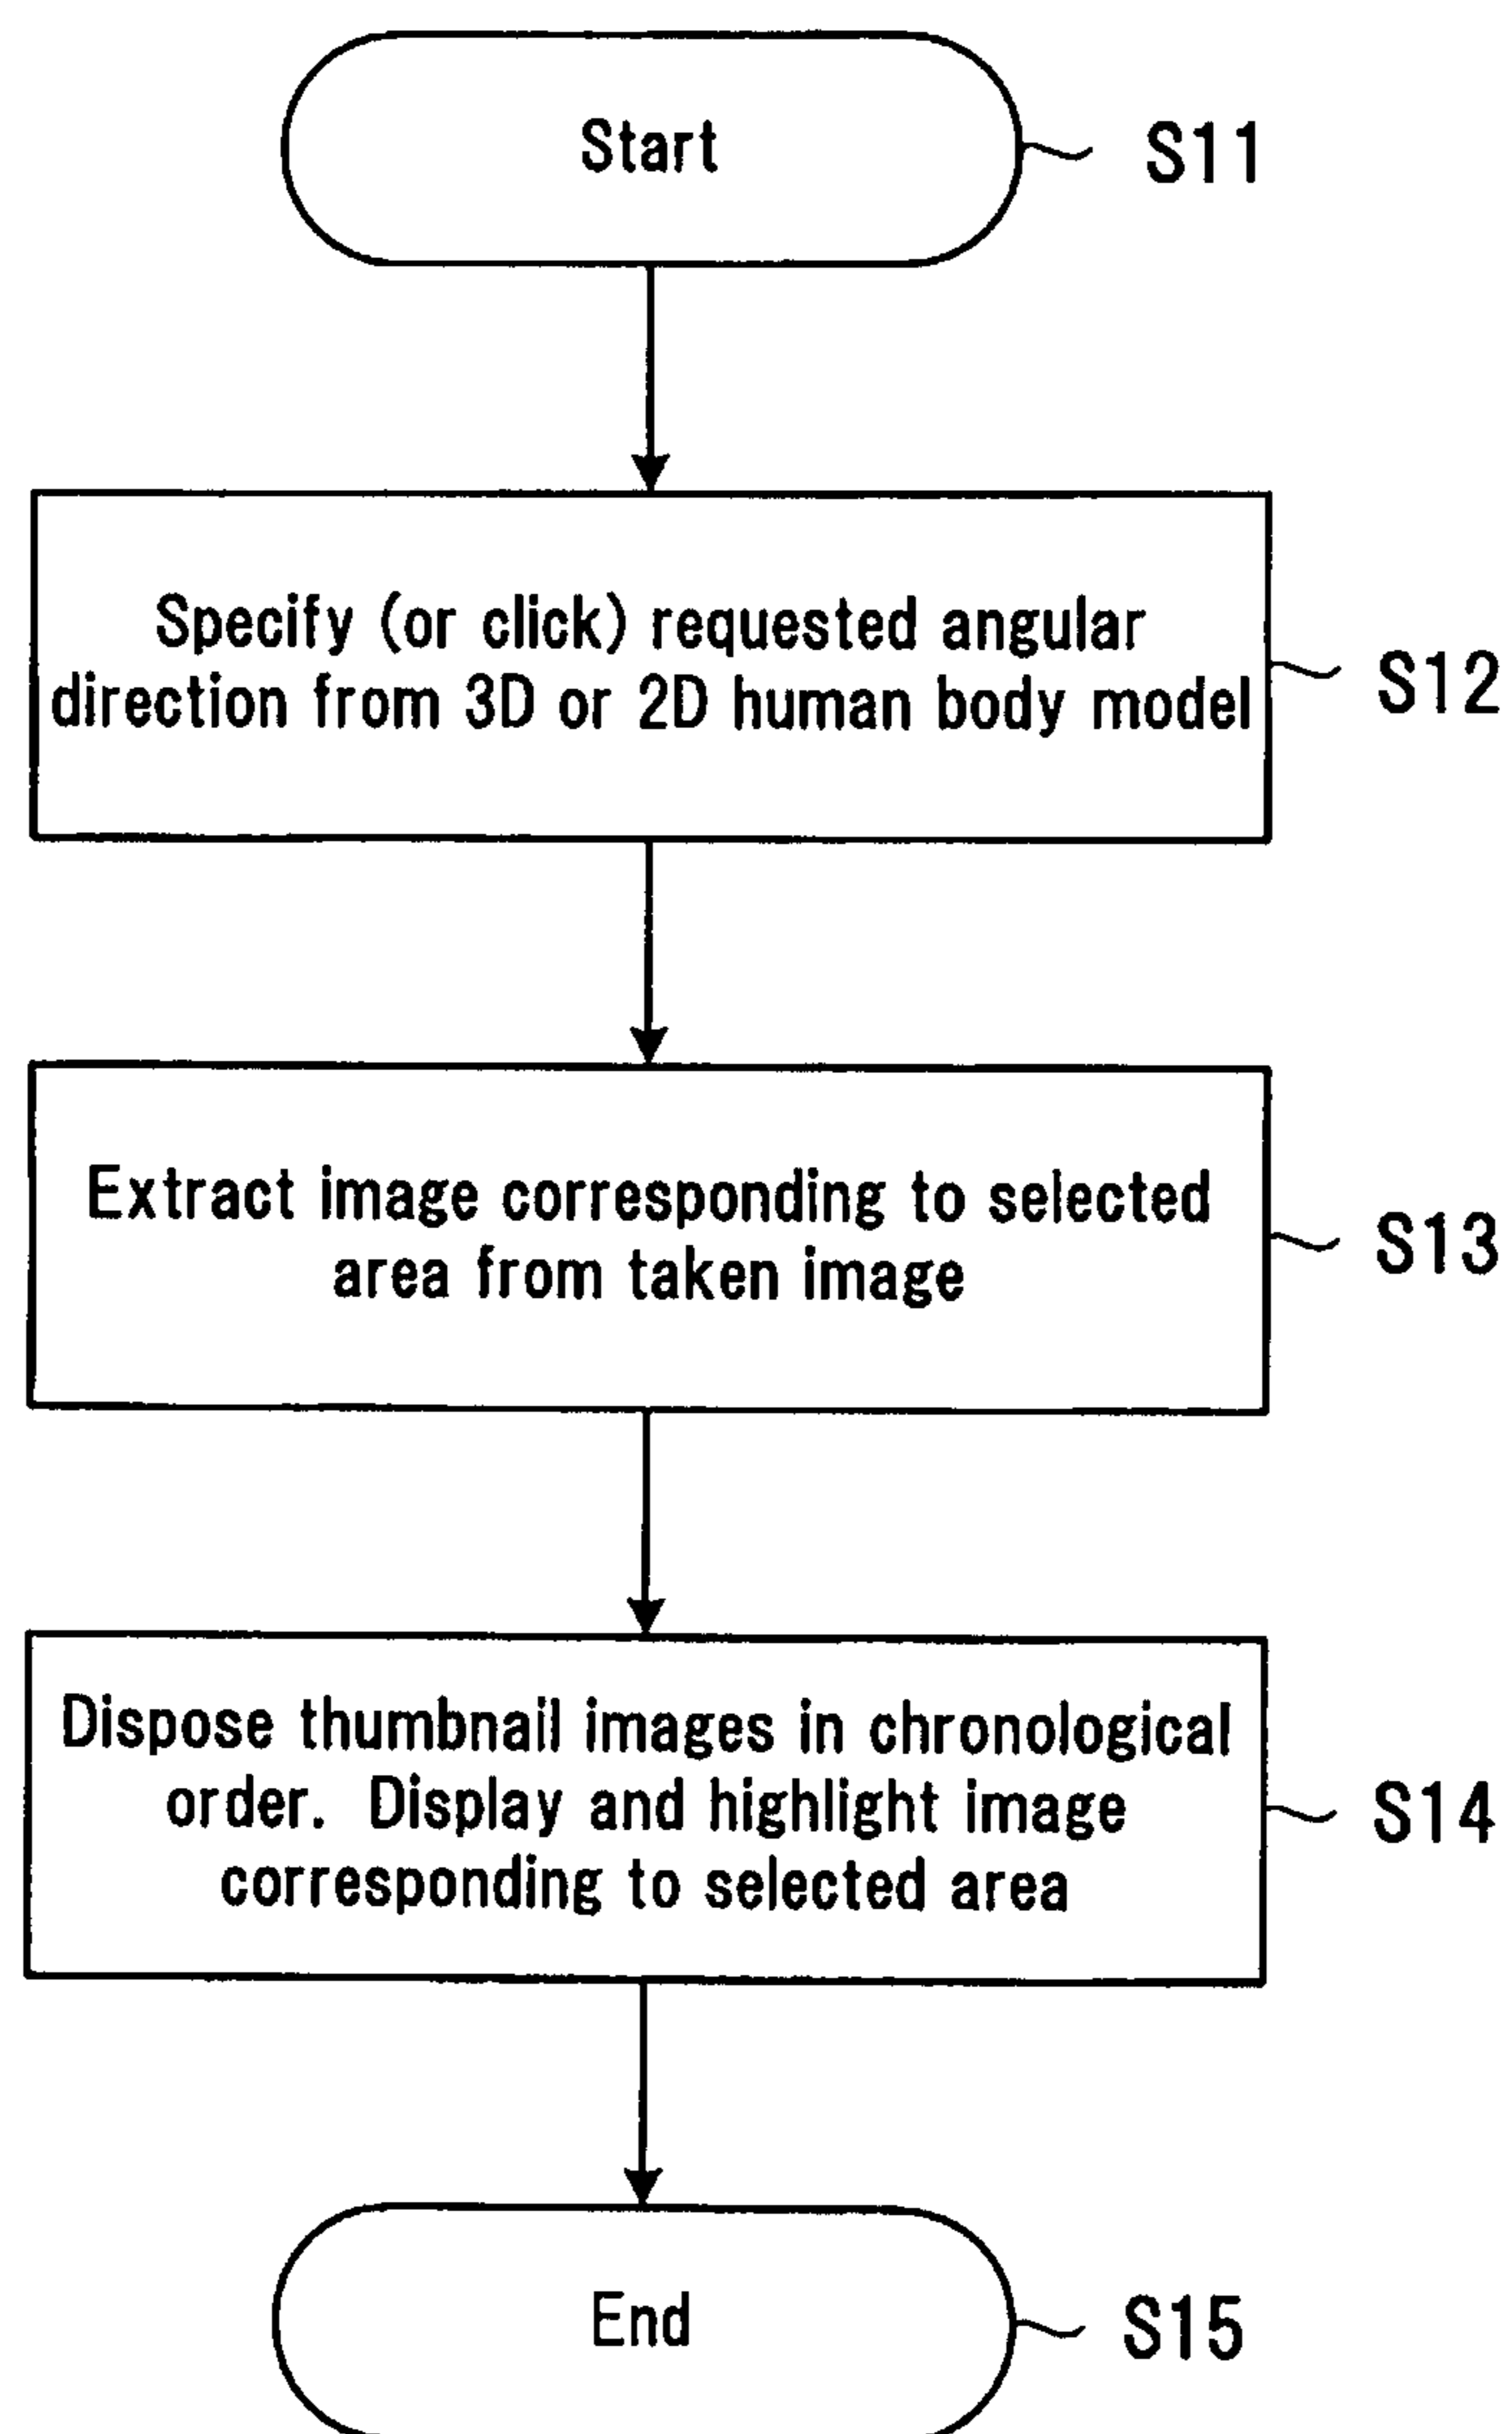 Start
S11
Specify (or click) requested angular
direction from 3D or 2D human body model
S12
Extract image corresponding to selected
area from taken image
S13
Dispose thumbnail images in chronological
order. Display and highlight image
corresponding to selected area
S14
End
S15